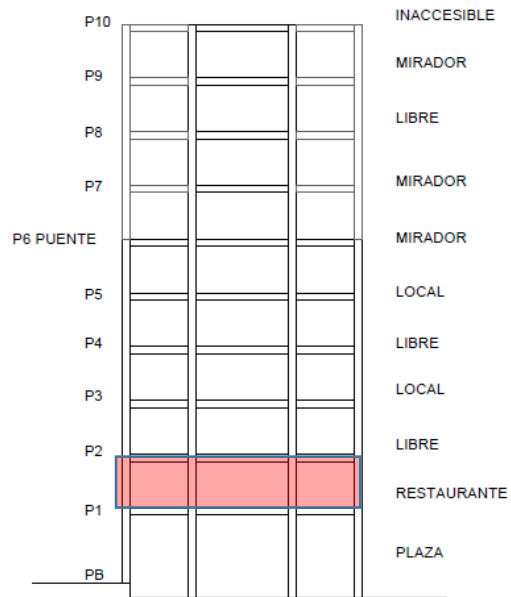 P10
INACCESIBLE
P9
MIRADOR
P8
LIBRE
P7
MIRADOR
P6 PUENTE
MIRADOR
P5
LOCAL
P4
LIBRE
P3
LOCAL
P2
LIBRE
P1
RESTAURANTE
PB
PLAZA